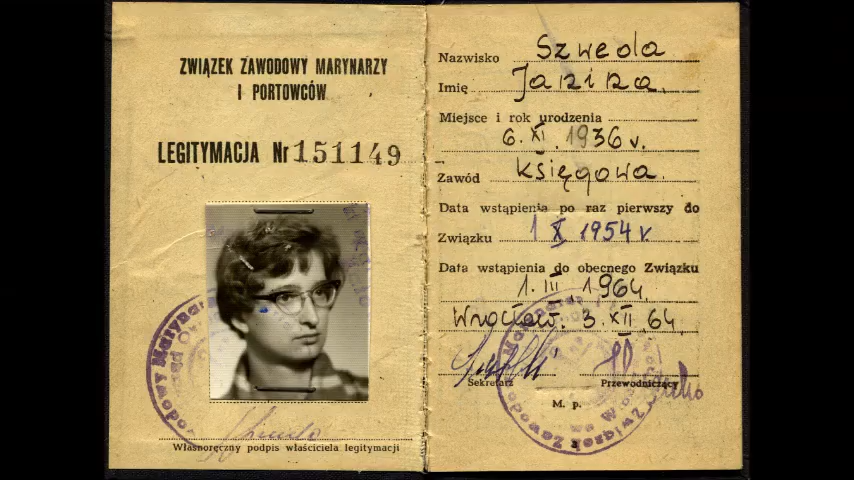 ZWIĄZEK ZAWODOWY MARYNARZY
I PORTOWCÓW
LEGITYMACJA Nr 151149
Własnoręczny podpis właściciela legitymacji
Nazwisko Szweda
Imię Janina
Miejsce i rok urodzenia
6. XI. 1936 r.
Zawód księgowa
Data wstąpienia po raz pierwszy do
Związku 1 X 1954 r
Data wstąpienia do obecnego Związku
1. III 1964
Wrocław. 3. XII 64.
Sekretarz Przewodniczący
M. p.